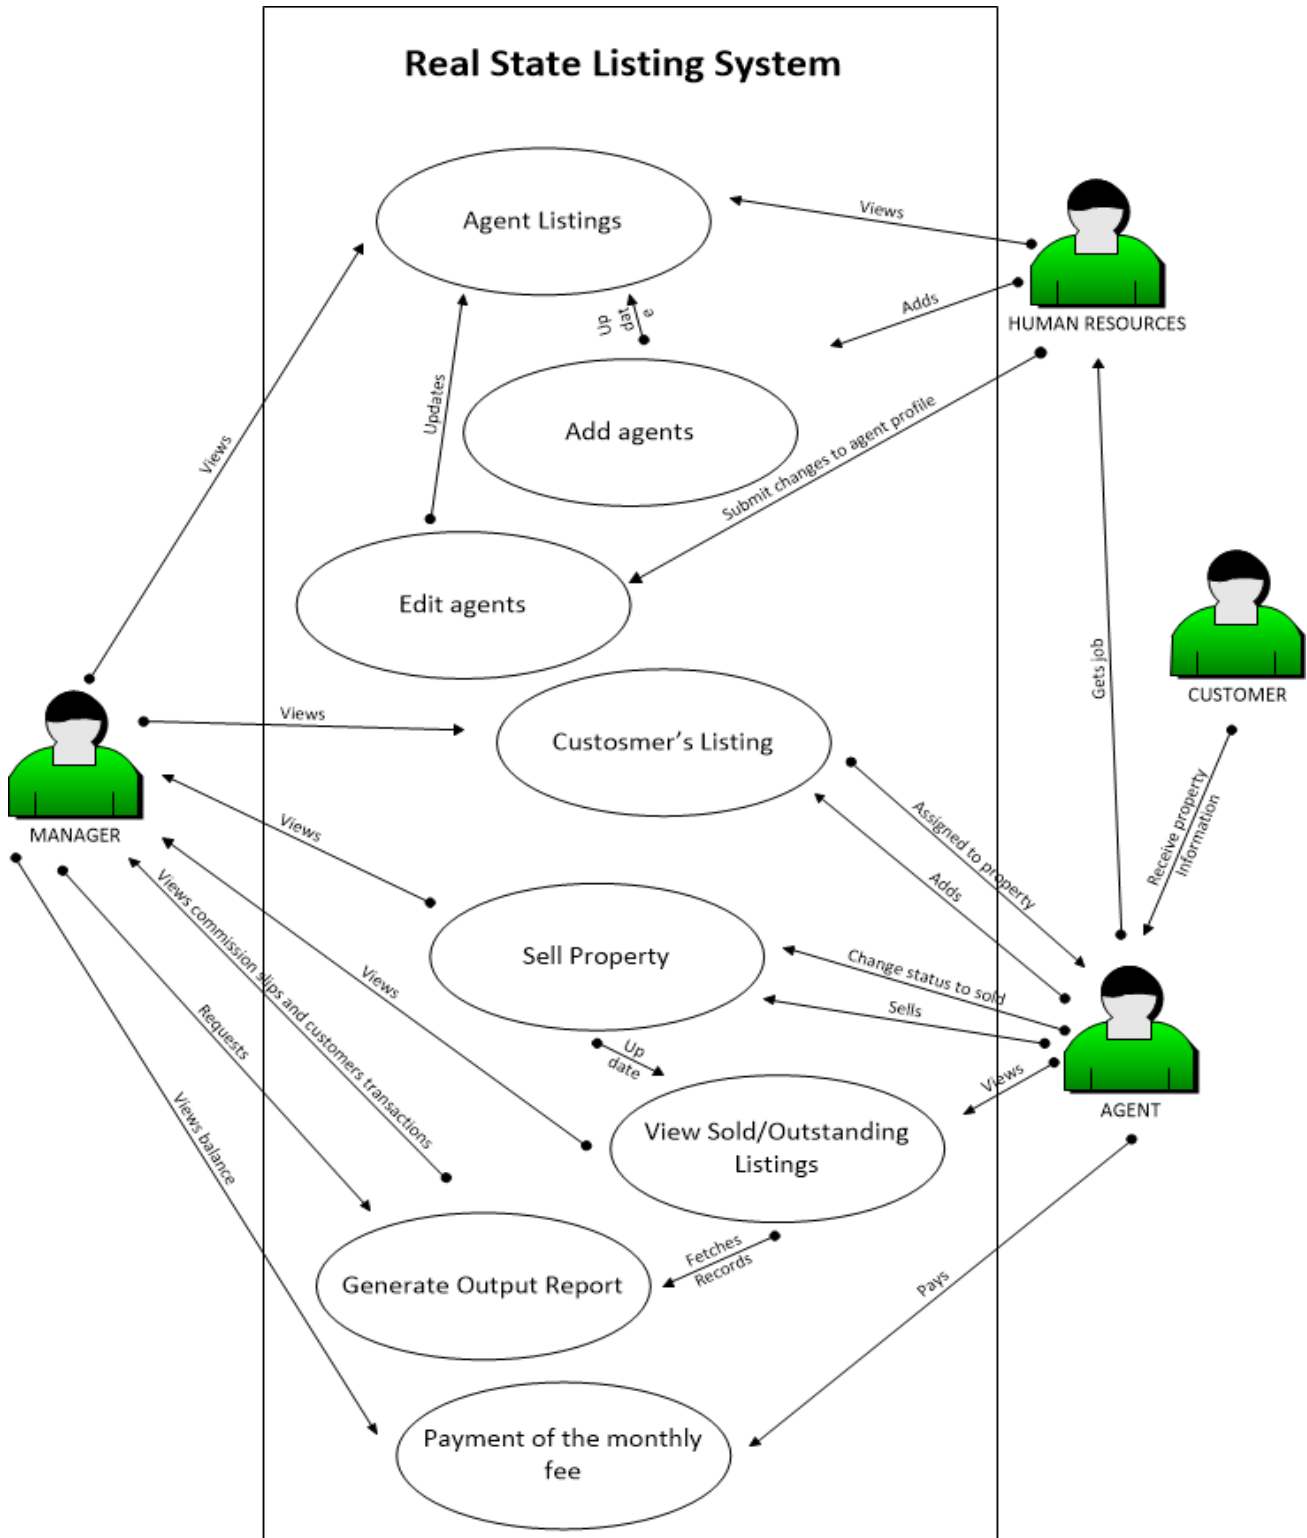 Real State Listing System
Agent Listings
Views
HUMAN RESOURCES
Adds
Up
dat
e
Updates
Add agents
Submit changes to agent profile
Views
Edit agents
Gets job
CUSTOMER
Views
Custosmer's Listing
MANAGER
Receive property
Information
Assigned to property
Adds
Views
Sell Property
Change status to sold
Sells
Views commission slips and customers transactions
Views
Requests
Up
date
Views
AGENT
View Sold/Outstanding
Listings
Views balance
Fetches
Records
Generate Output Report
Pays
Payment of the monthly
fee